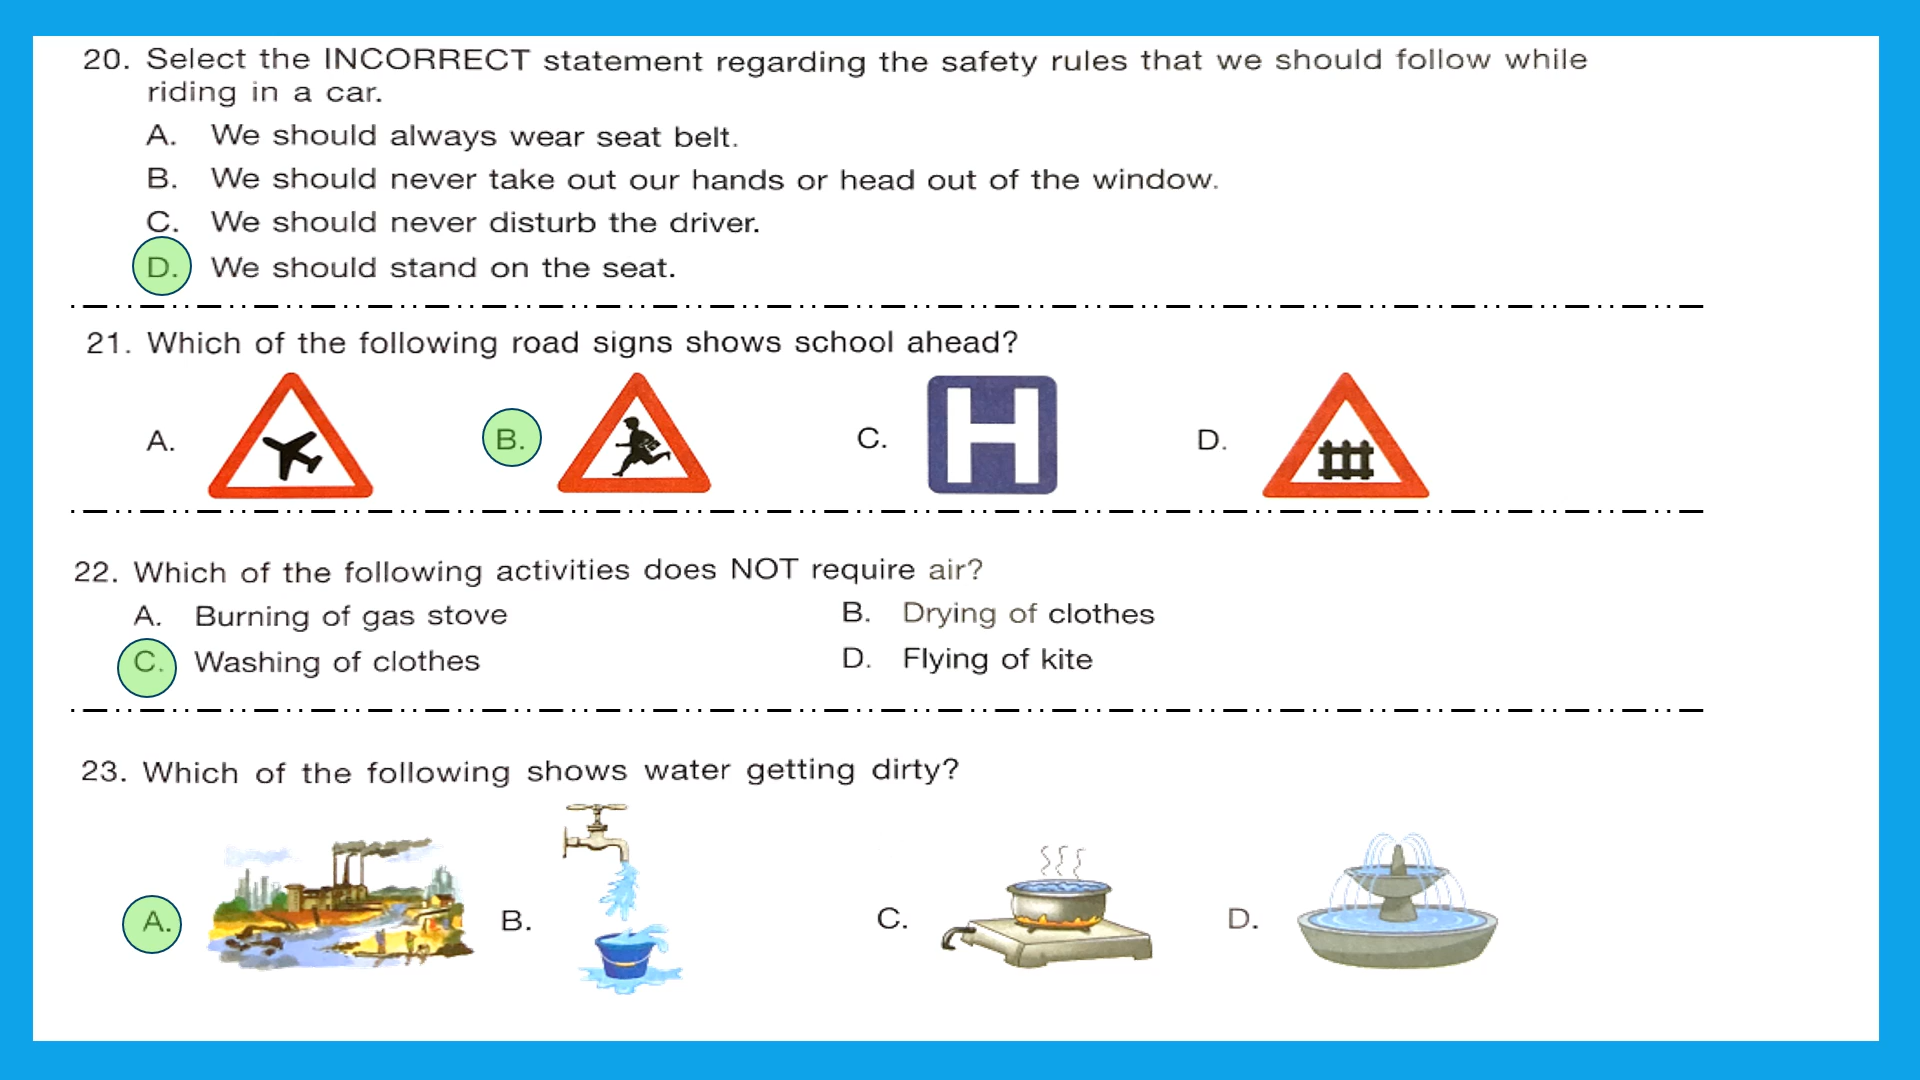 20. Select the INCORRECT statement regarding the safety rules that we should follow while
riding in a car.
A. We should always wear seat belt.
B. We should never take out our hands or head out of the window.
C. We should never disturb the driver.
D. We should stand on the seat.
21. Which of the following road signs shows school ahead?
A. B. C. H D.
22. Which of the following activities does NOT require air?
A. Burning of gas stove B. Drying of clothes
C. Washing of clothes D. Flying of kite
23. Which of the following shows water getting dirty?
A. B. C. D.